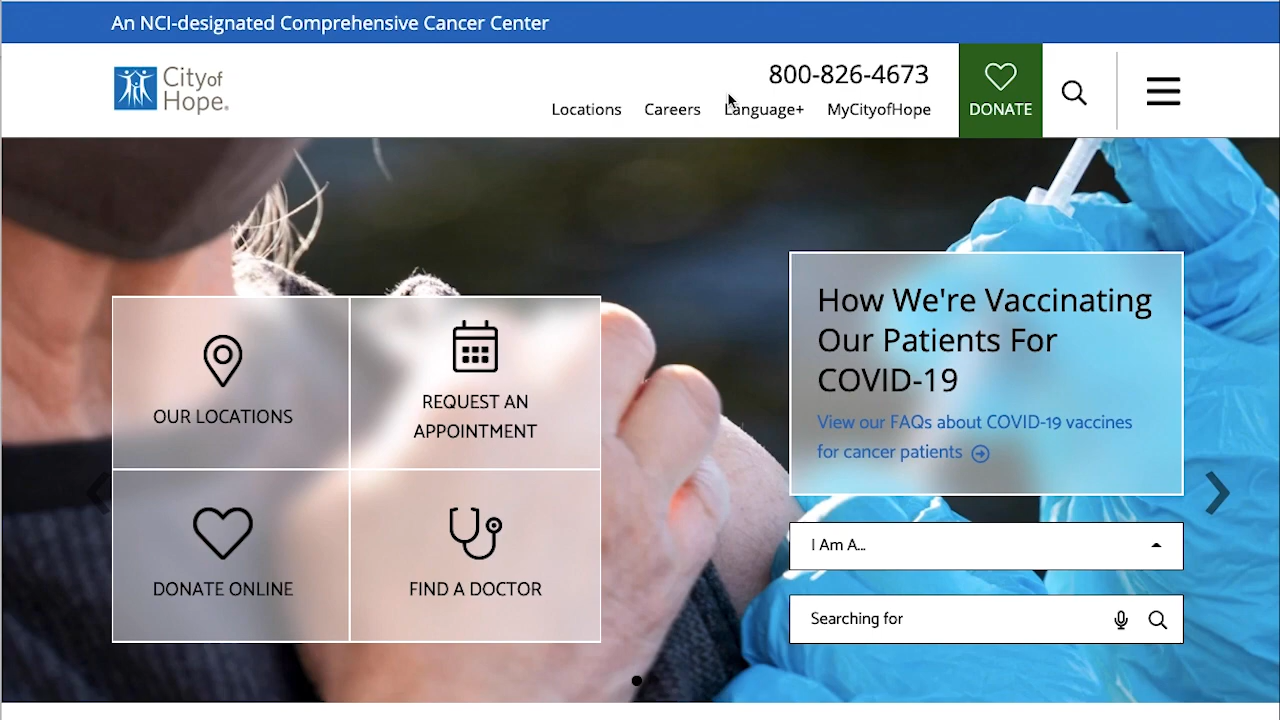 An NCI-designated Comprehensive Cancer Center
City of
Hope®
800-826-4673
Locations
Careers
Language+
MyCityofHope
DONATE
OUR LOCATIONS
REQUEST AN
APPOINTMENT
DONATE ONLINE
FIND A DOCTOR
How We're Vaccinating
Our Patients For
COVID-19
View our FAQs about COVID-19 vaccines
for cancer patients
I Am A...
Searching for